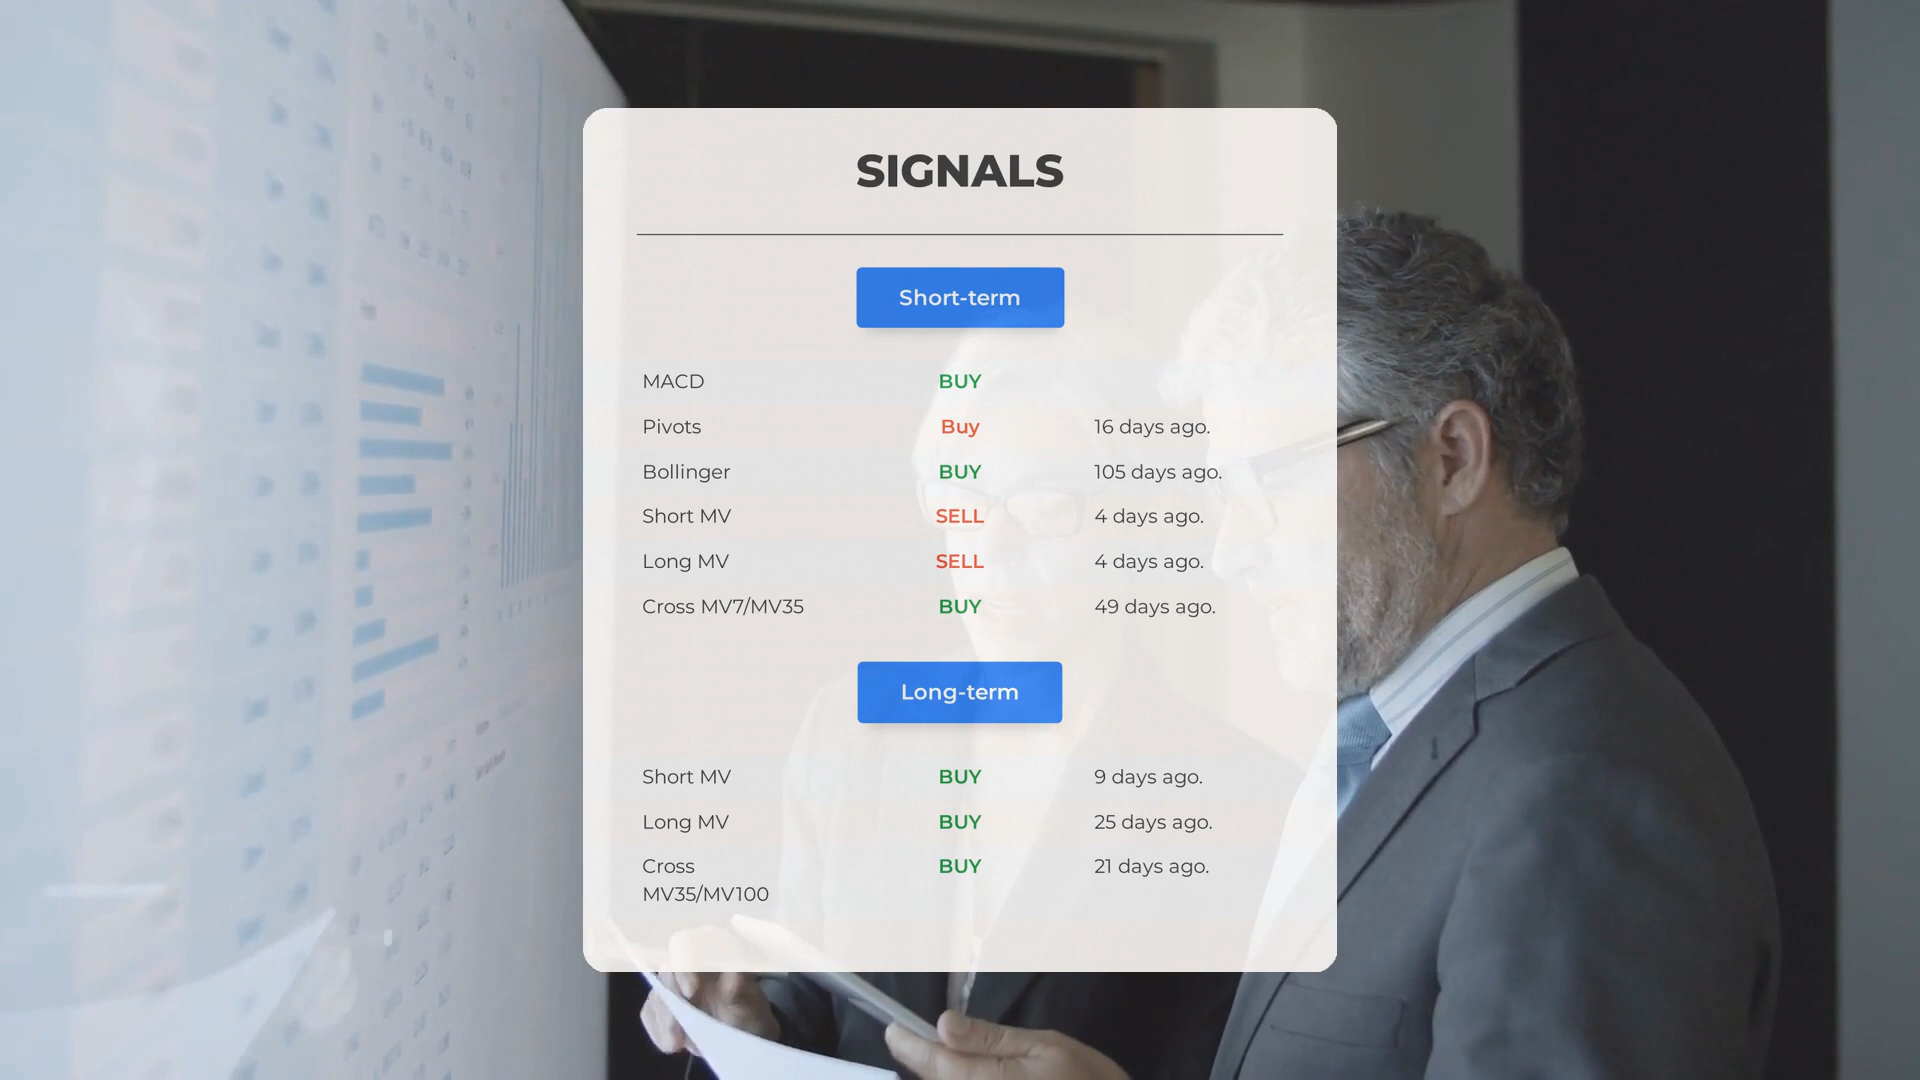 SIGNALS
Short-term
MACD BUY
Pivots Buy 16 days ago.
Bollinger BUY 105 days ago.
Short MV SELL 4 days ago.
Long MV SELL 4 days ago.
Cross MV7/MV35 BUY 49 days ago.
Long-term
Short MV BUY 9 days ago.
Long MV BUY 25 days ago.
Cross BUY 21 days ago.
MV35/MV100